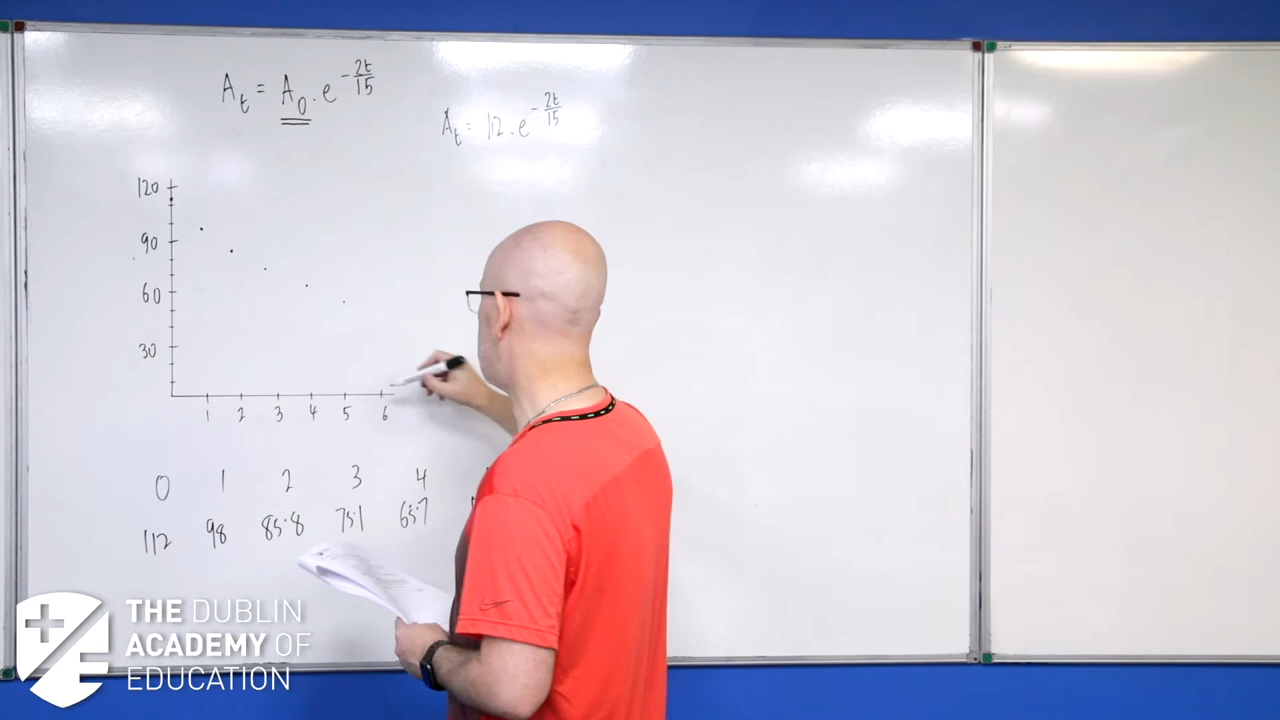 A_t = A_0 . e^{-2t/15}
A_t = 112 . e^{-2t/15}
120
90
60
30
1 2 3 4 5 6
0 1 2 3 4
112 98 85.8 75.1 65.7
THE DUBLIN
ACADEMY OF
EDUCATION